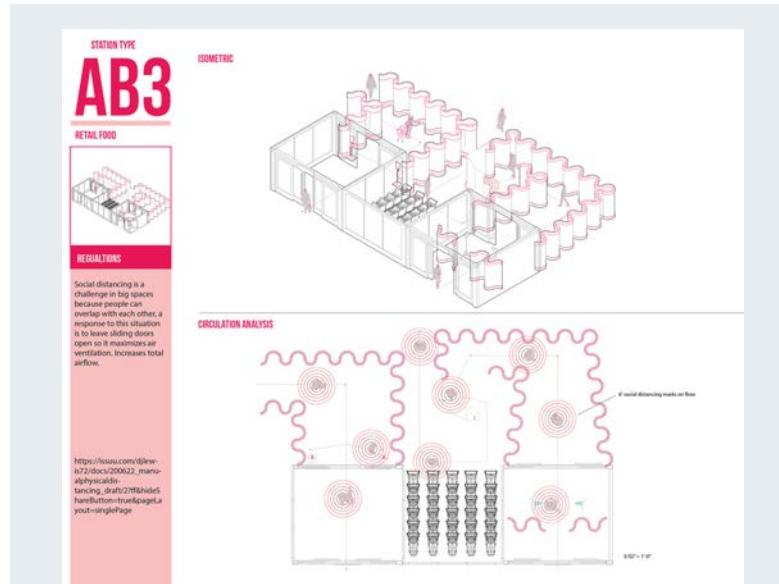 STATION TYPE
AB3
RETAIL FOOD
REGUALTIONS
Social distancing is a
challenge in big spaces
because people can
overlap with each other, a
response to this situation
is to leave sliding doors
open so it maximizes air
ventilation. Increases total
airflow.
https://issuu.com/djlew-
is72/docs/200622_manu-
alphysicaldis-
tancing_draft/2?ff&hideS
hareButton=true&pageLa
yout=singlePage
ISOMETRIC
CIRCULATION ANALYSIS
6' social distancing marks on floor
3/32" = 1'-0"